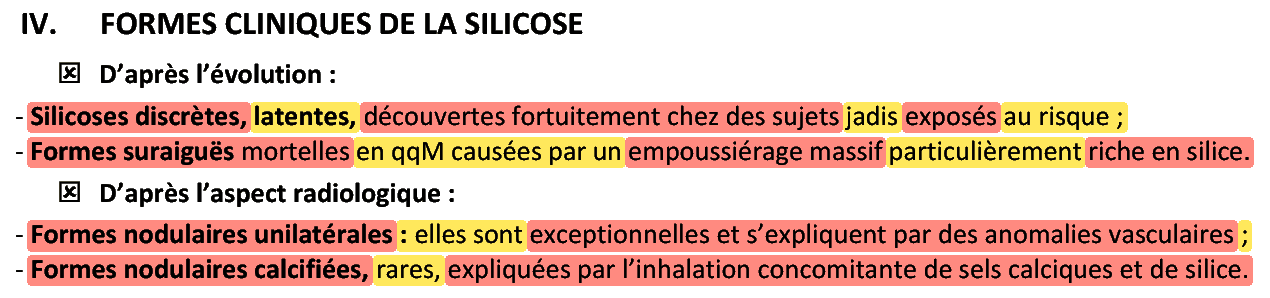 IV. FORMES CLINIQUES DE LA SILICOSE
☒ D’après l’évolution :
- Silicoses discrètes, latentes, découvertes fortuitement chez des sujets jadis exposés au risque ;
- Formes suraiguës mortelles en qqM causées par un empoussiérage massif particulièrement riche en silice.
☒ D’après l’aspect radiologique :
- Formes nodulaires unilatérales : elles sont exceptionnelles et s’expliquent par des anomalies vasculaires ;
- Formes nodulaires calcifiées, rares, expliquées par l’inhalation concomitante de sels calciques et de silice.